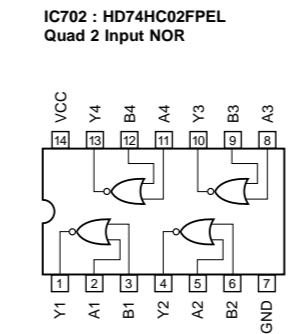 IC702 : HD74HC02FPEL
Quad 2 Input NOR
VCC Y4 B4 A4 Y3 B3 A3
14 13 12 11 10 9 8
1 2 3 4 5 6 7
Y1 A1 B1 Y2 A2 B2 GND